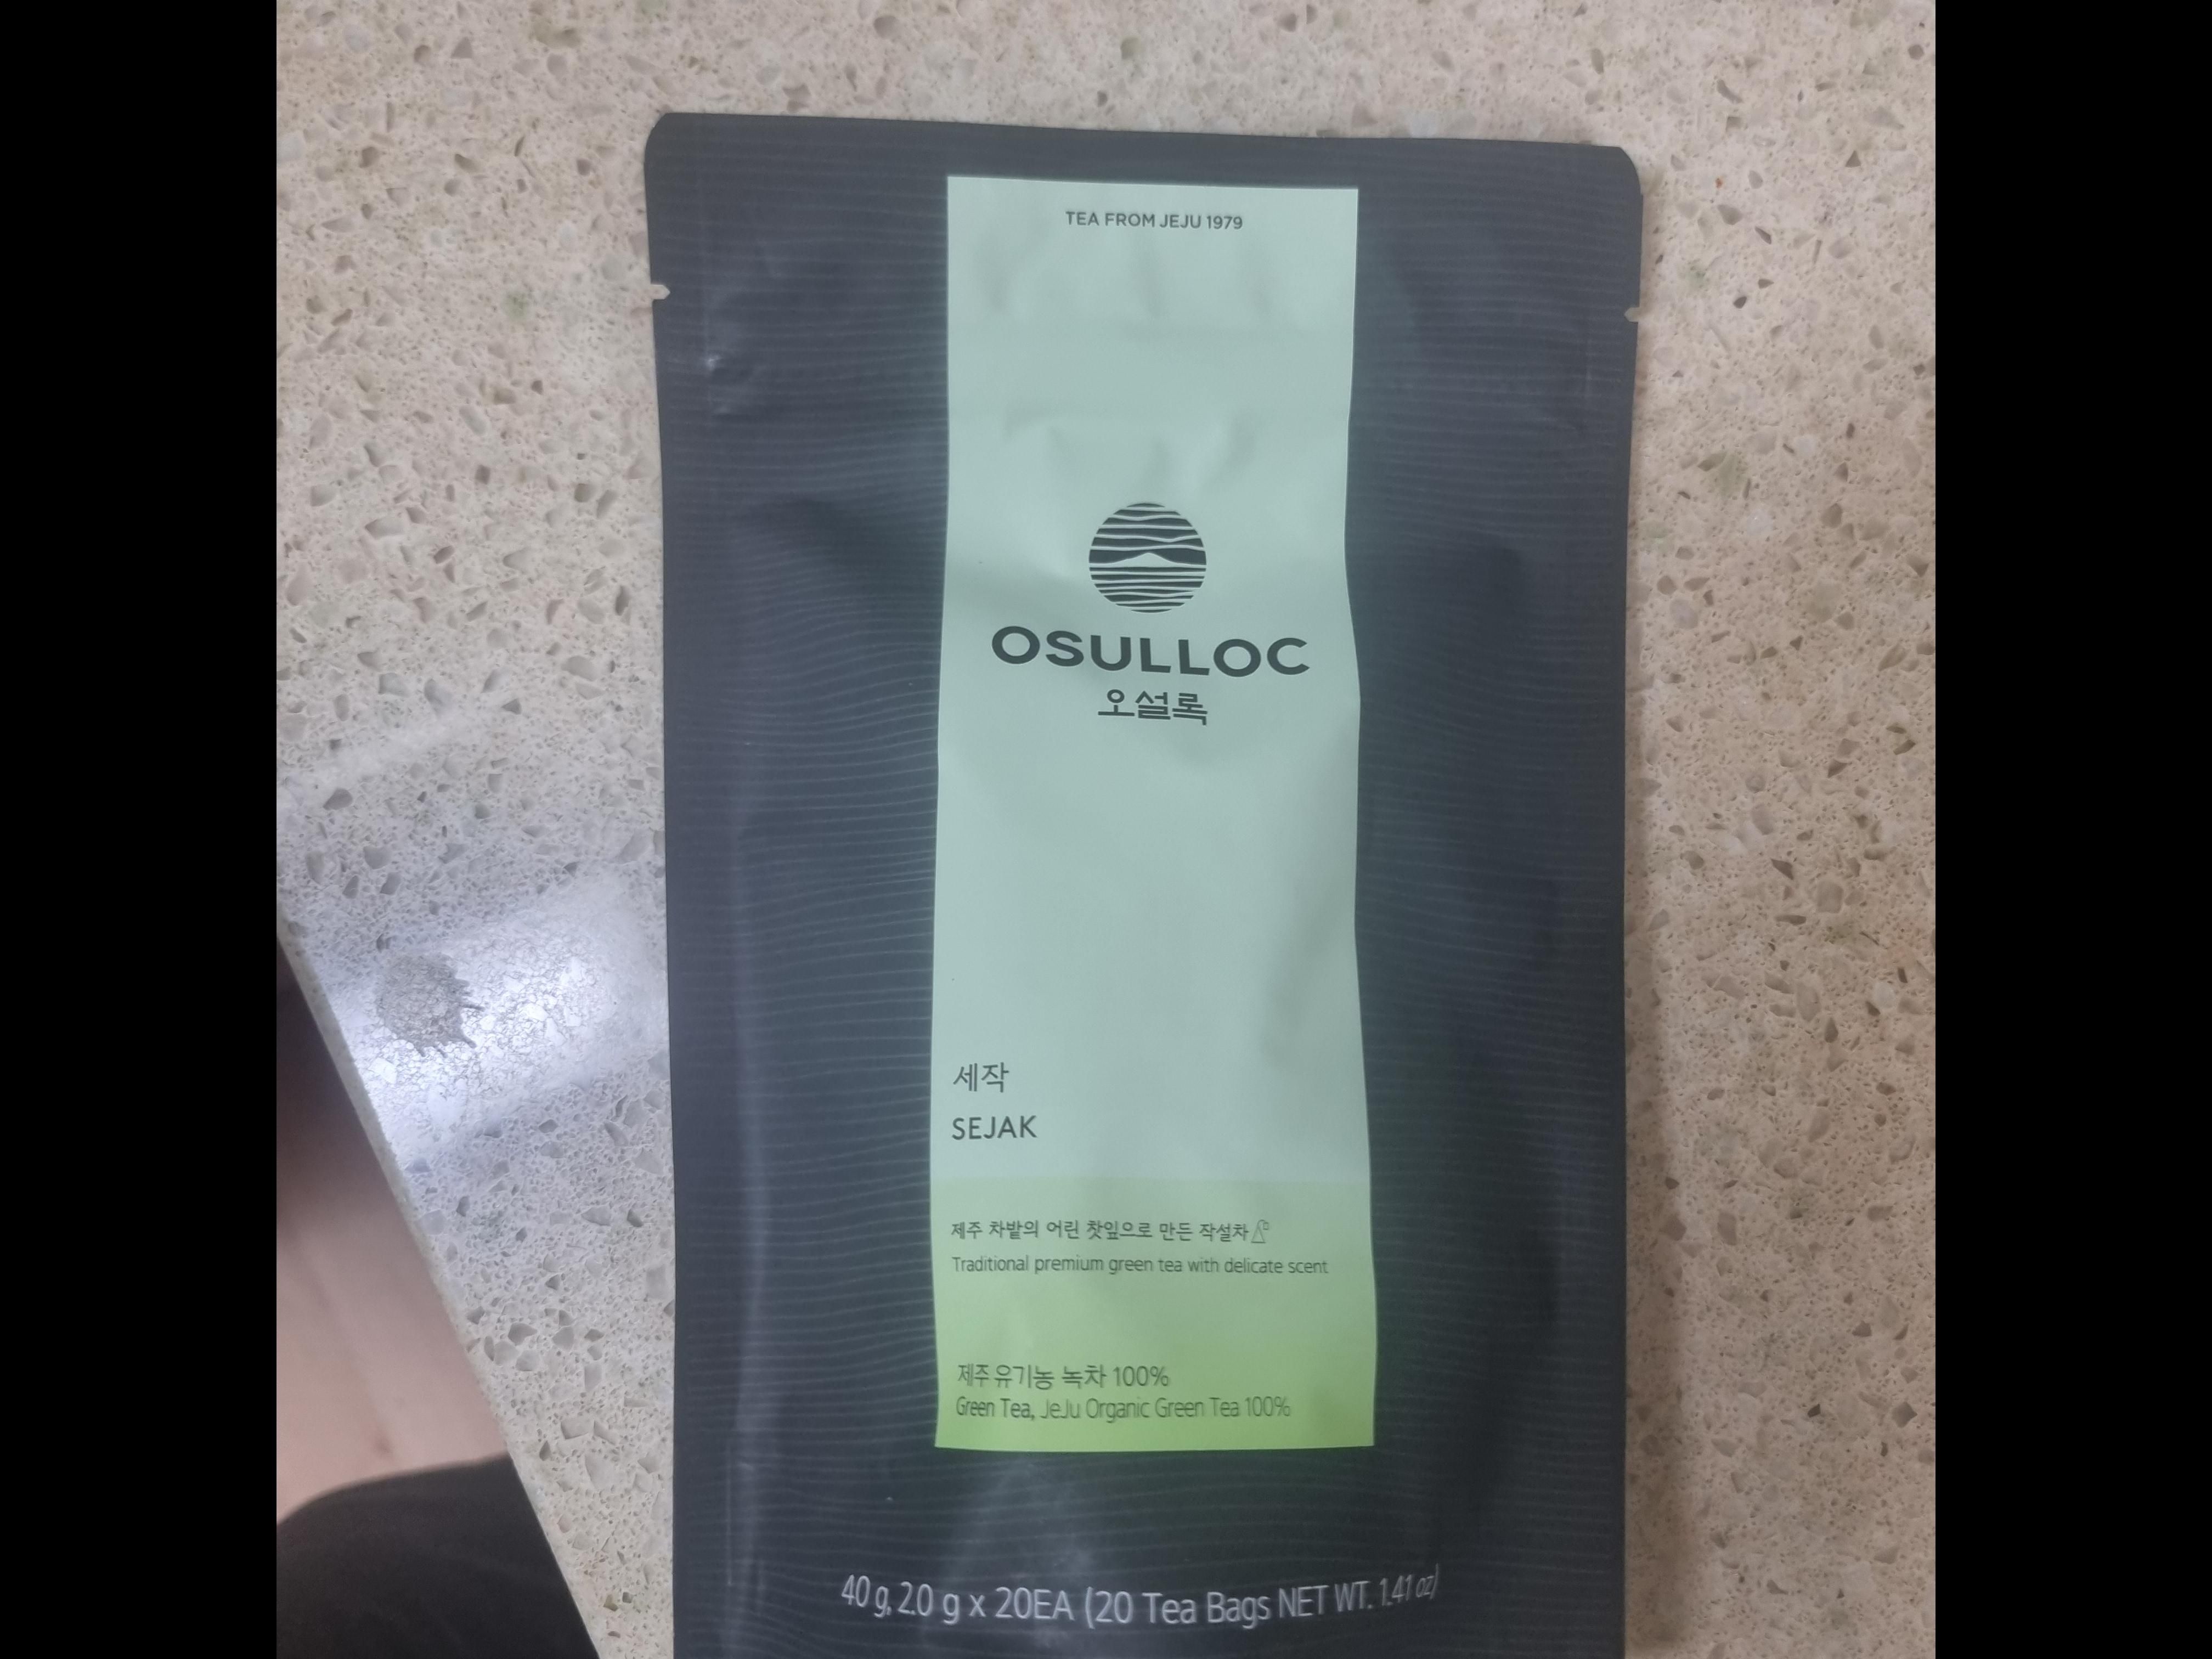 TEA FROM JEJU 1979
OSULLOC
오설록
세작
SEJAK
제주 차밭의 어린 찻잎으로 만든 작설차
Traditional premium green tea with delicate scent
제주 유기농 녹차 100%
Green Tea, JeJu Organic Green Tea 100%
40 g, 2.0 g x 20EA (20 Tea Bags NET WT. 1.41 oz)